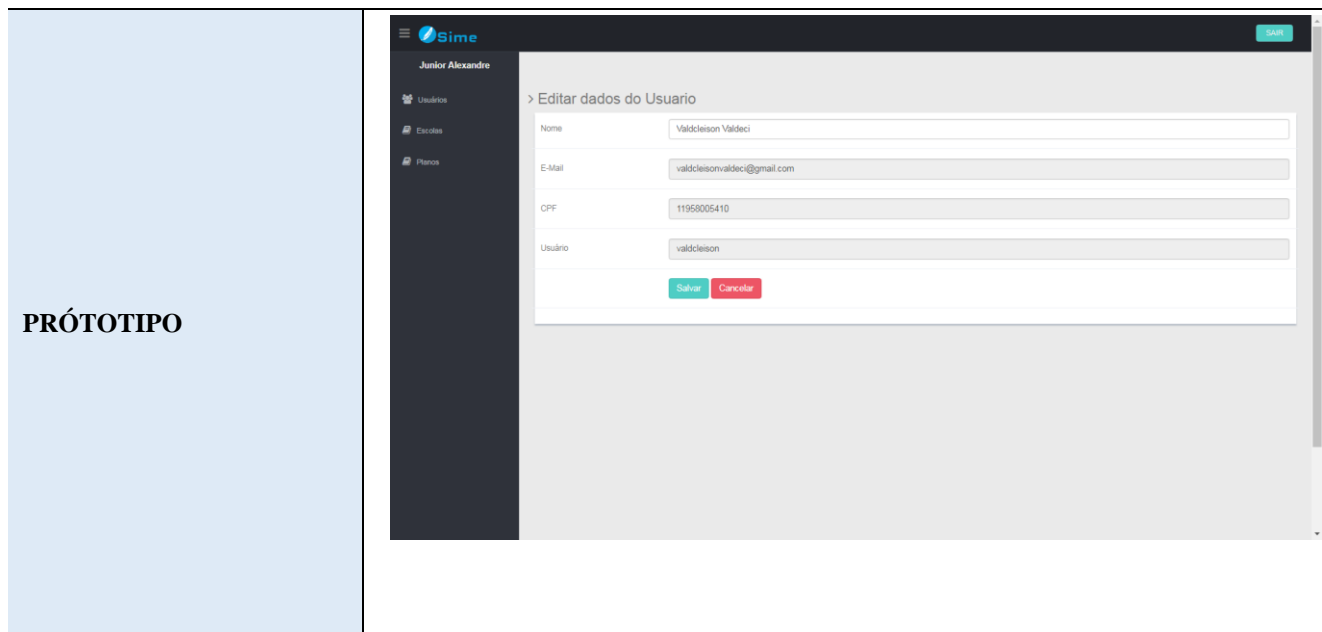 PRÓTOTIPO
Sime
SAIR
Junior Alexandre
Usuários
Escolas
Planos
> Editar dados do Usuario
Nome Valdcleison Valdeci
E-Mail valdcleisonvaldeci@gmail.com
CPF 11958005410
Usuário valdcleison
Salvar Cancelar